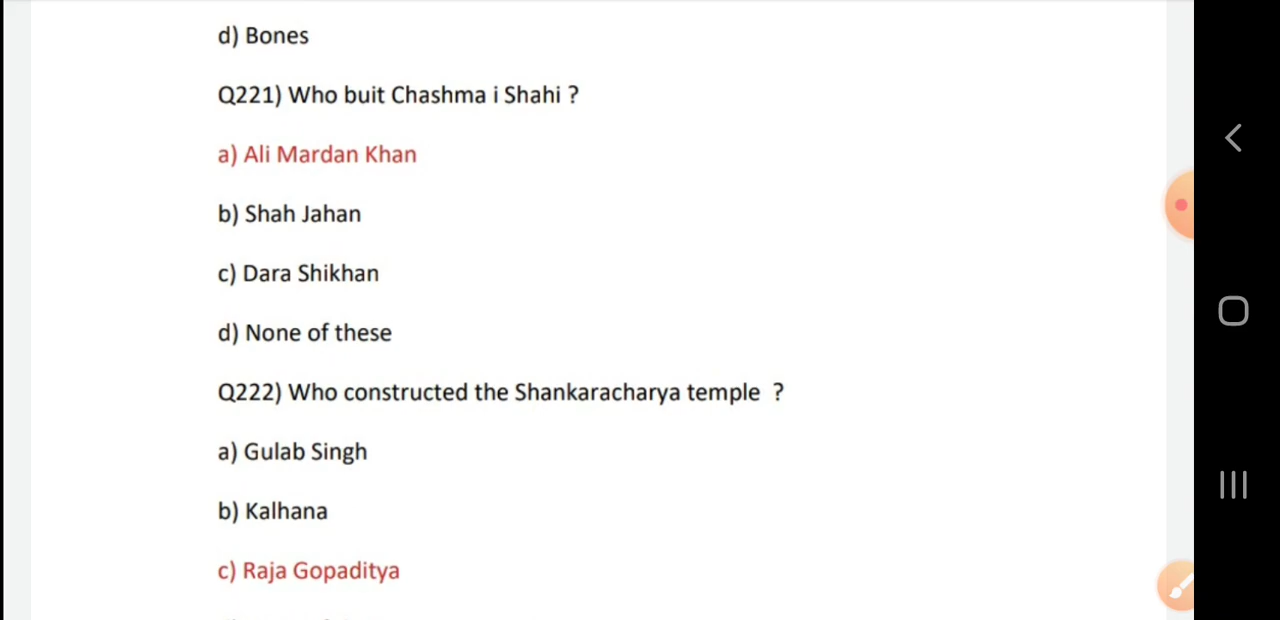 d) Bones
Q221) Who buit Chashma i Shahi ?
a) Ali Mardan Khan
b) Shah Jahan
c) Dara Shikhan
d) None of these
Q222) Who constructed the Shankaracharya temple  ?
a) Gulab Singh
b) Kalhana
c) Raja Gopaditya